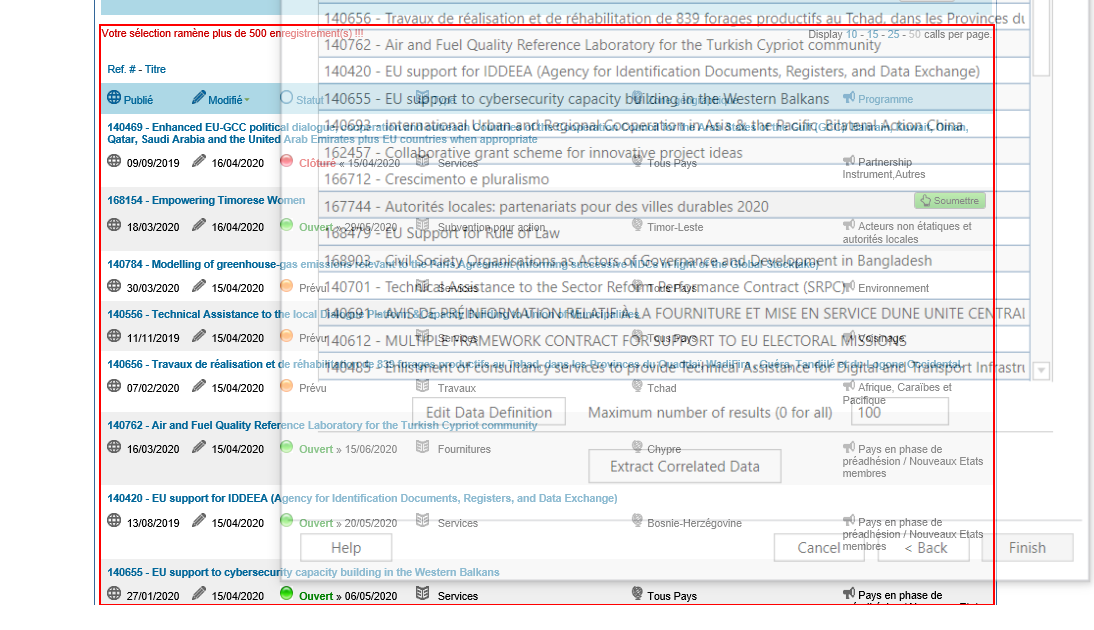 140656 - Travaux de réalisation et de réhabilitation de 839 forages productifs au Tchad, dans les Provinces du
Votre sélection ramène plus de 500 enregistrement(s) !!!
Display 10 - 15 - 25 - 50 calls per page.
140762 - Air and Fuel Quality Reference Laboratory for the Turkish Cypriot community
Ref. # - Titre
140420 - EU support for IDDEEA (Agency for Identification Documents, Registers, and Data Exchange)
Publié Modifié Statut Type Zone géographique Programme
140655 - EU support to cybersecurity capacity building in the Western Balkans
140469 - Enhanced EU-GCC political dialogue, cooperation and outreach Countries of the Cooperation Council for the Arab States of the Gulf (GCC) Bahrain, Kuwait, Oman,
Qatar, Saudi Arabia and the United Arab Emirates plus EU countries when appropriate
140693 - International Urban and Regional Cooperation in Asia & the Pacific. Bilateral Action China
162457 - Collaborative grant scheme for innovative project ideas
09/09/2019 16/04/2020 Clôturé « 15/04/2020 Services Tous Pays Partnership
Instrument,Autres
166712 - Crescimento e pluralismo
168154 - Empowering Timorese Women
Soumettre
167744 - Autorités locales: partenariats pour des villes durables 2020
18/03/2020 16/04/2020 Ouvert » 29/05/2020 Subvention pour action Timor-Leste Acteurs non étatiques et
autorités locales
168479 - EU Support for Rule of Law
140784 - Modelling of greenhouse-gas emissions relevant to the Paris Agreement (informing successive NDCs in light of the Global Stocktake)
168903 - Civil Society Organisations as Actors of Governance and Development in Bangladesh
30/03/2020 15/04/2020 Prévu Services Tous Pays Environnement
140701 - Technical Assistance to the Sector Reform Performance Contract (SRPC)
140556 - Technical Assistance to the local Dialogue Platform & Capacity Building to Union of Municipalities
140691 - AVIS DE PRÉINFORMATION RELATIF À LA FOURNITURE ET MISE EN SERVICE DUNE UNITE CENTRAI
11/11/2019 15/04/2020 Prévu Services Tous Pays Voisinage
140612 - MULTIPLE FRAMEWORK CONTRACT FOR SUPPORT TO EU ELECTORAL MISSIONS
140656 - Travaux de réalisation et de réhabilitation de 839 forages productifs au Tchad, dans les Provinces du Ouaddaï, WadiFira, Guéra, Tandjilé et du Logone Occidental
140485 - Enlistment of consultancy services to provide Technical Assistance for Digital and Transport Infrastru
07/02/2020 15/04/2020 Prévu Travaux Tchad Afrique, Caraïbes et
Pacifique
Edit Data Definition Maximum number of results (0 for all) 100
140762 - Air and Fuel Quality Reference Laboratory for the Turkish Cypriot community
16/03/2020 15/04/2020 Ouvert » 15/06/2020 Fournitures Chypre Pays en phase de
préadhésion / Nouveaux Etats
membres
Extract Correlated Data
140420 - EU support for IDDEEA (Agency for Identification Documents, Registers, and Data Exchange)
13/08/2019 15/04/2020 Ouvert » 20/05/2020 Services Bosnie-Herzégovine Pays en phase de
préadhésion / Nouveaux Etats
membres
Help Cancel < Back Finish
140655 - EU support to cybersecurity capacity building in the Western Balkans
27/01/2020 15/04/2020 Ouvert » 06/05/2020 Services Tous Pays Pays en phase de